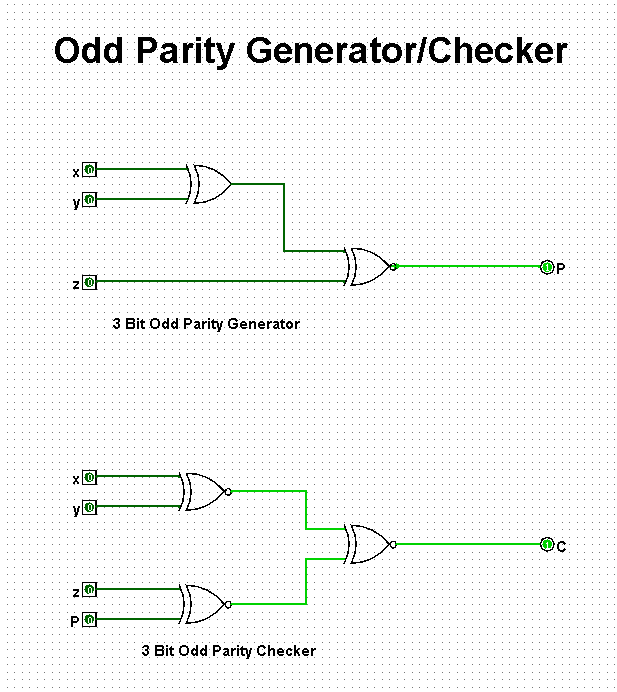 Odd Parity Generator/Checker
x 0
y 0
z 0
1 P
3 Bit Odd Parity Generator
x 0
y 0
z 0
P 0
1 C
3 Bit Odd Parity Checker